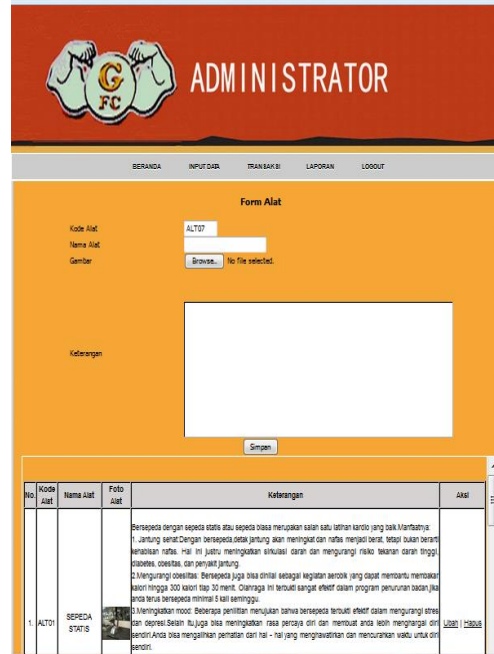 G
FC
ADMINISTRATOR
BERANDA INPUT DATA TRANSAKSI LAPORAN LOGOUT
Form Alat
Kode Alat ALT07
Nama Alat
Gambar Browse.. No file selected.
Keterangan
Simpan
No. Kode Alat Nama Alat Foto Alat Keterangan Aksi
1. ALT01 SEPEDA STATIS
Bersepeda dengan sepeda statis atau sepeda biasa merupakan salah satu latihan kardio yang baik.Manfaatnya:
1. Jantung sehat:Dengan bersepeda,detak jantung akan meningkat dan nafas menjadi berat, tetapi bukan berarti
kehabisan nafas. Hal ini justru meningkatkan sirkulasi darah dan mengurangi risiko tekanan darah tinggi,
diabetes, obesitas, dan penyakit jantung.
2.Mengurangi obesitas: Bersepeda juga bisa dinilai sebagai kegiatan aerobik yang dapat membantu membakar
kalori hingga 300 kalori tiap 30 menit. Olahraga ini terbukti sangat efektif dalam program penurunan badan,jika
anda terus bersepeda minimal 5 kali seminggu.
3.Meningkatkan mood: Beberapa penilitian menujukan bahwa bersepeda terbukti efektif dalam mengurangi stres
dan depresi.Selain itu,juga bisa meningkatkan rasa percaya diri dan membuat anda lebih menghargai diri
sendiri.Anda bisa mengalihkan perhatian dari hal - hal yang menghawatirkan dan mencurahkan waktu untuk diri
sendiri.
Ubah | Hapus